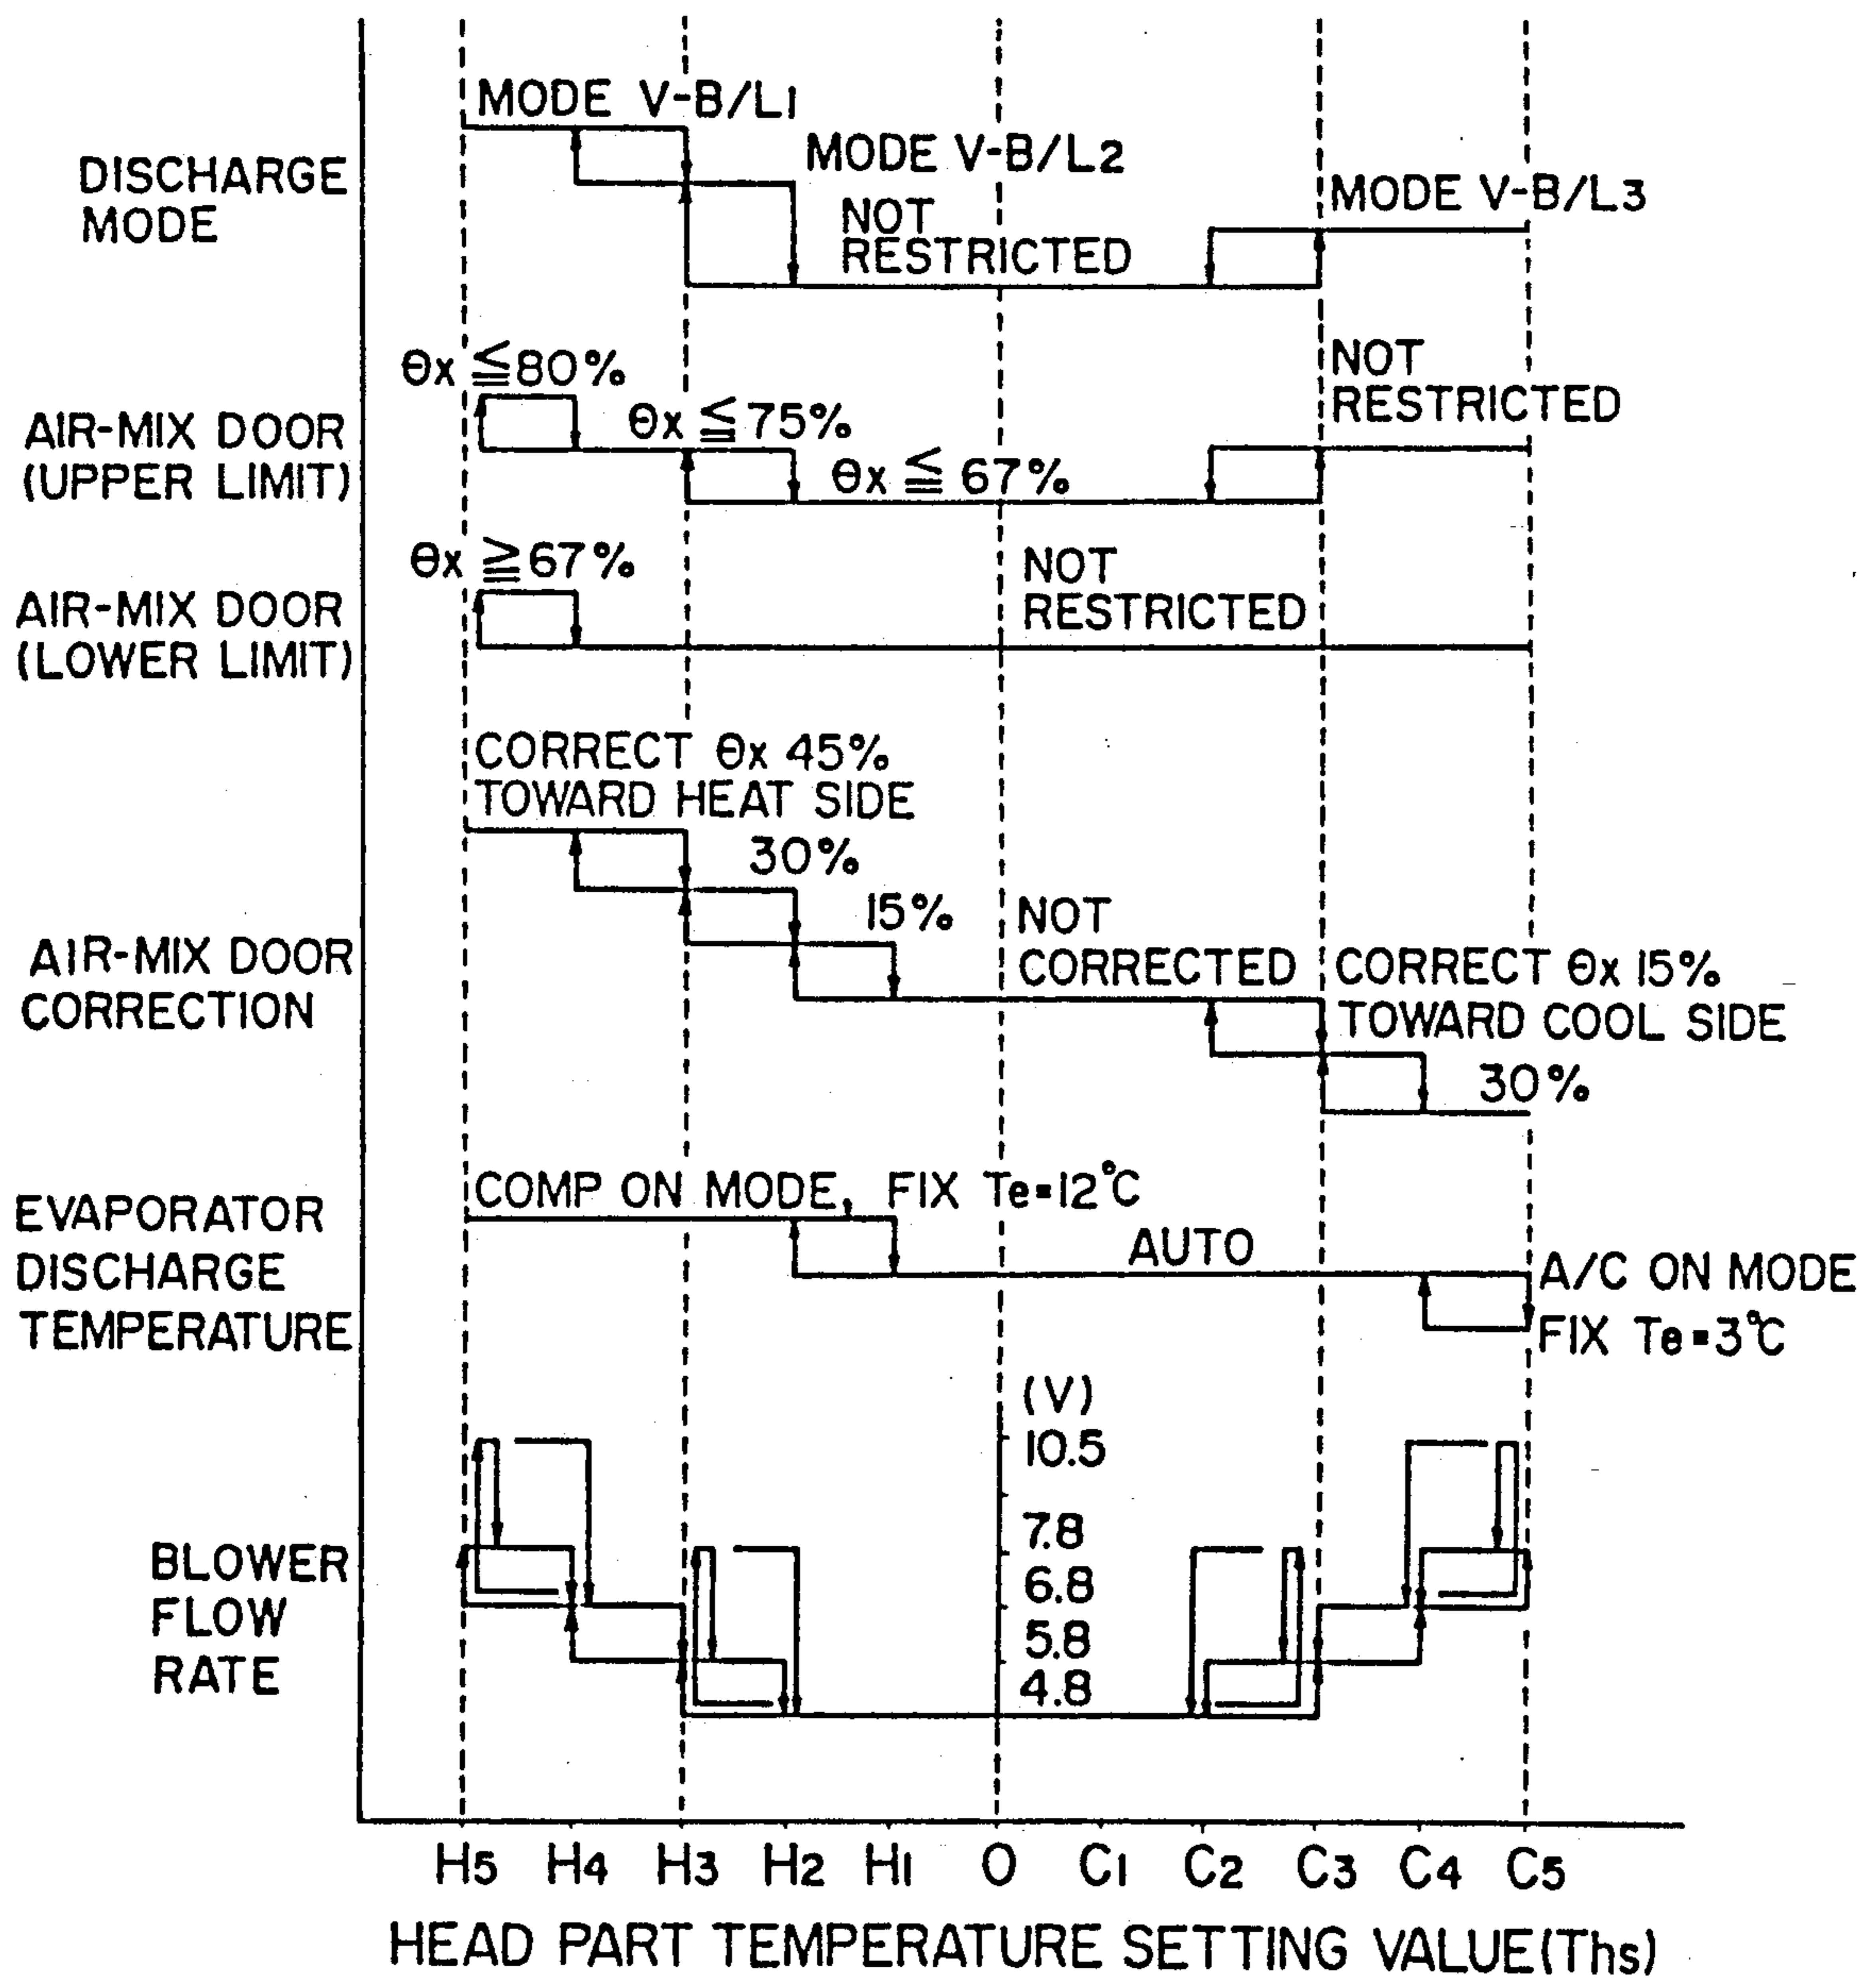 MODE V-B/L1
MODE V-B/L2
DISCHARGE
MODE
NOT
RESTRICTED
MODE V-B/L3
θx ≦80%
θx ≦ 75%
θx ≦ 67%
NOT
RESTRICTED
AIR-MIX DOOR
(UPPER LIMIT)
θx ≧67%
NOT
RESTRICTED
AIR-MIX DOOR
(LOWER LIMIT)
CORRECT θx 45%
TOWARD HEAT SIDE
30%
15%
NOT
CORRECTED
CORRECT θx 15%
TOWARD COOL SIDE
30%
AIR-MIX DOOR
CORRECTION
COMP ON MODE, FIX Te=12°C
AUTO
A/C ON MODE
FIX Te=3°C
EVAPORATOR
DISCHARGE
TEMPERATURE
(V)
10.5
7.8
6.8
5.8
4.8
BLOWER
FLOW
RATE
H5 H4 H3 H2 H1 O C1 C2 C3 C4 C5
HEAD PART TEMPERATURE SETTING VALUE(Ths)